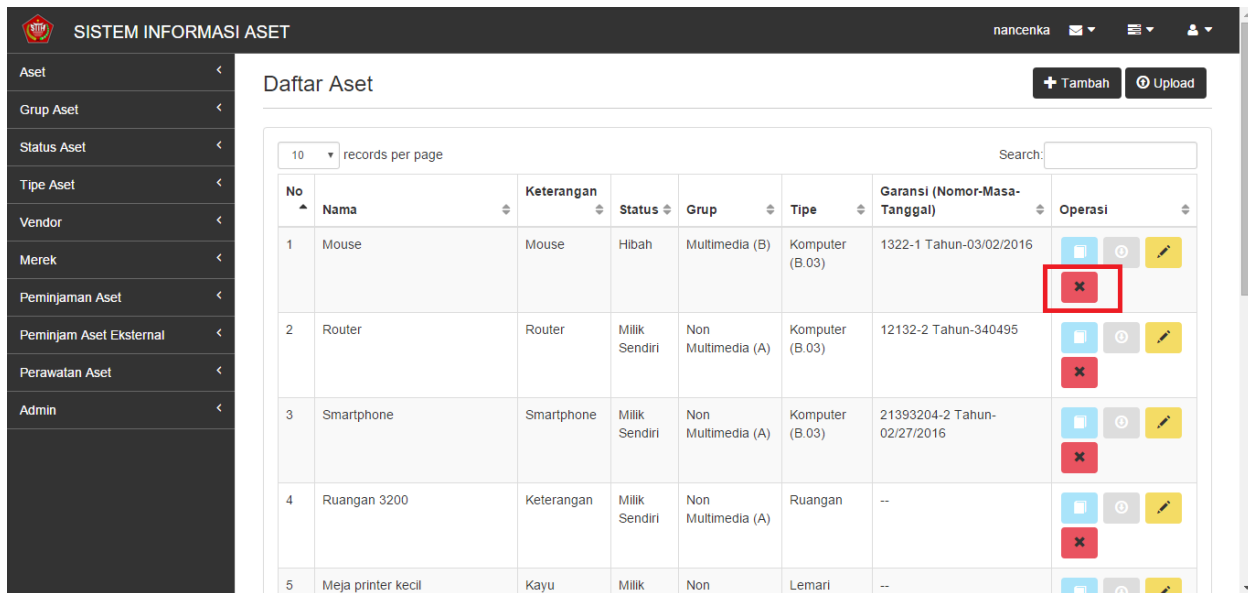 SISTEM INFORMASI ASET
nancenka
Aset
Grup Aset
Status Aset
Tipe Aset
Vendor
Merek
Peminjaman Aset
Peminjam Aset Eksternal
Perawatan Aset
Admin
Daftar Aset
Tambah
Upload
10 records per page
Search:
No Nama Keterangan Status Grup Tipe Garansi (Nomor-Masa-
Tanggal) Operasi
1 Mouse Mouse Hibah Multimedia (B) Komputer 1322-1 Tahun-03/02/2016
(B.03)
2 Router Router Milik Non Komputer 12132-2 Tahun-340495
Sendiri Multimedia (A) (B.03)
3 Smartphone Smartphone Milik Non Komputer 21393204-2 Tahun-
Sendiri Multimedia (A) (B.03) 02/27/2016
4 Ruangan 3200 Keterangan Milik Non Ruangan --
Sendiri Multimedia (A)
5 Meja printer kecil Kayu Milik Non Lemari --